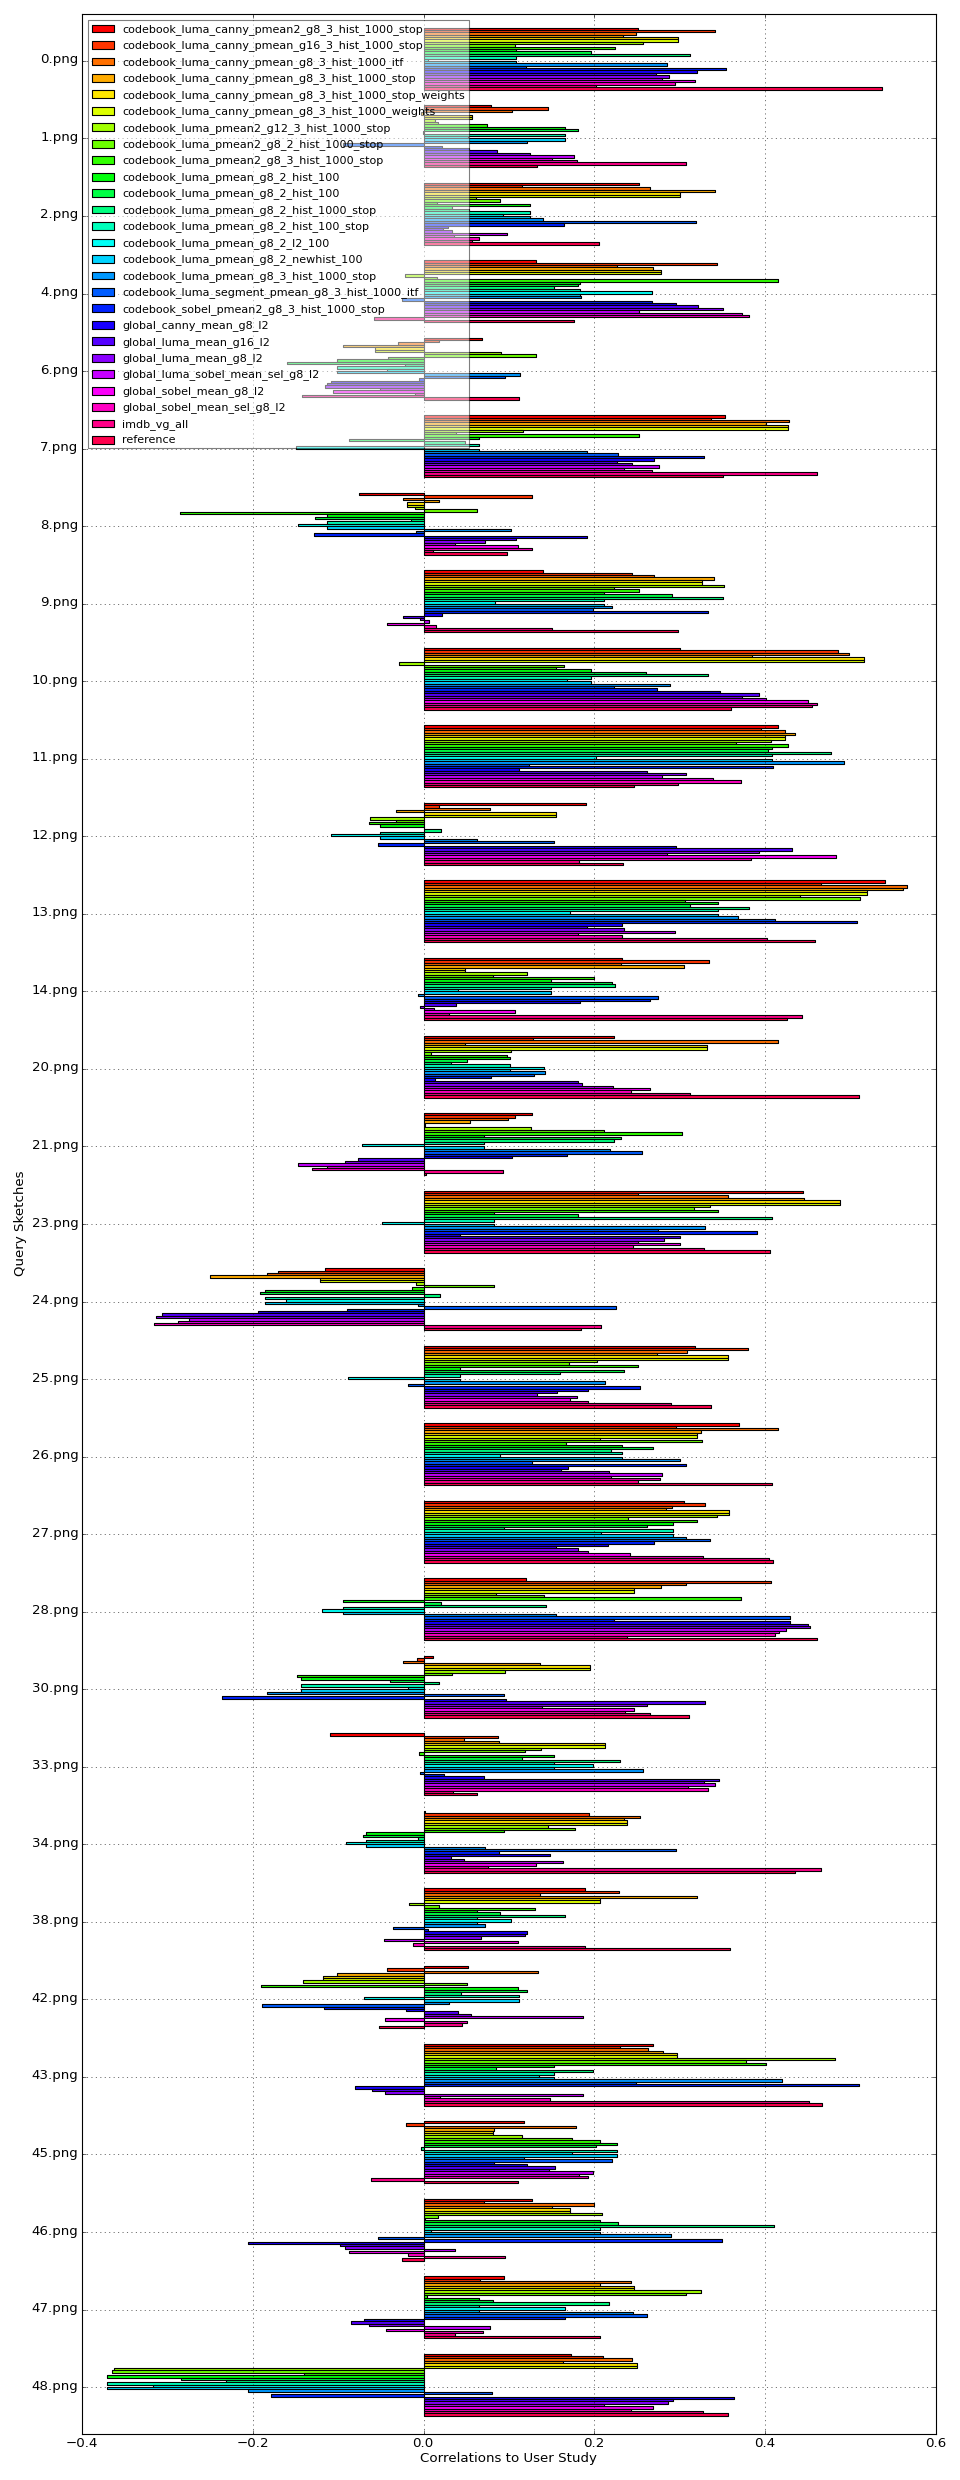 codebook_luma_canny_pmean2_g8_3_hist_1000_stop
codebook_luma_canny_pmean_g16_3_hist_1000_stop
codebook_luma_canny_pmean_g8_3_hist_1000_itf
codebook_luma_canny_pmean_g8_3_hist_1000_stop
codebook_luma_canny_pmean_g8_3_hist_1000_stop_weights
codebook_luma_canny_pmean_g8_3_hist_1000_weights
codebook_luma_pmean2_g12_3_hist_1000_stop
codebook_luma_pmean2_g8_2_hist_1000_stop
codebook_luma_pmean2_g8_3_hist_1000_stop
codebook_luma_pmean_g8_2_hist_100
codebook_luma_pmean_g8_2_hist_100
codebook_luma_pmean_g8_2_hist_1000_stop
codebook_luma_pmean_g8_2_hist_100_stop
codebook_luma_pmean_g8_2_l2_100
codebook_luma_pmean_g8_2_newhist_100
codebook_luma_pmean_g8_3_hist_1000_stop
codebook_luma_segment_pmean_g8_3_hist_1000_itf
codebook_sobel_pmean2_g8_3_hist_1000_stop
global_canny_mean_g8_l2
global_luma_mean_g16_l2
global_luma_mean_g8_l2
global_luma_sobel_mean_sel_g8_l2
global_sobel_mean_g8_l2
global_sobel_mean_sel_g8_l2
imdb_vg_all
reference
0.png
1.png
2.png
4.png
6.png
7.png
8.png
9.png
10.png
11.png
12.png
13.png
14.png
20.png
21.png
23.png
24.png
25.png
26.png
27.png
28.png
30.png
33.png
34.png
38.png
42.png
43.png
45.png
46.png
47.png
48.png
Query Sketches
−0.4 −0.2 0.0 0.2 0.4 0.6
Correlations to User Study